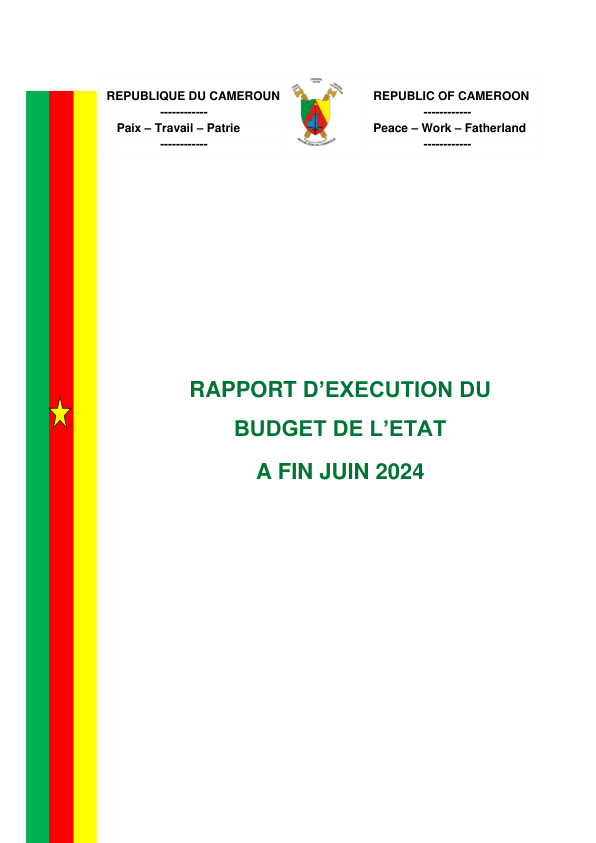 REPUBLIQUE DU CAMEROUN
------------
Paix – Travail – Patrie
------------
REPUBLIC OF CAMEROON
------------
Peace – Work – Fatherland
------------
RAPPORT D’EXECUTION DU
BUDGET DE L’ETAT
A FIN JUIN 2024